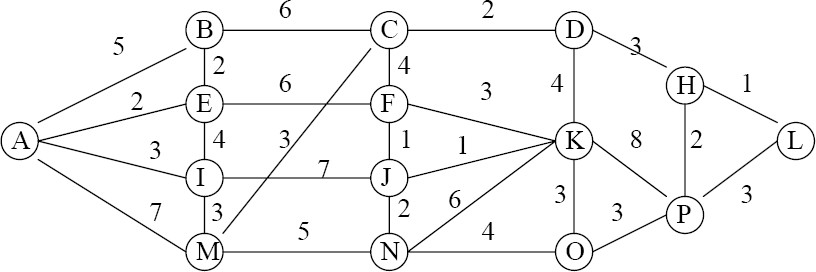 6 2
B C D
5 3
2 4 H 1
2 6 3 4
E F K
A 4 3 1 1 8 2 L
3 7
I J
7 3 2 6 3 3 3
5 4 P
M N O